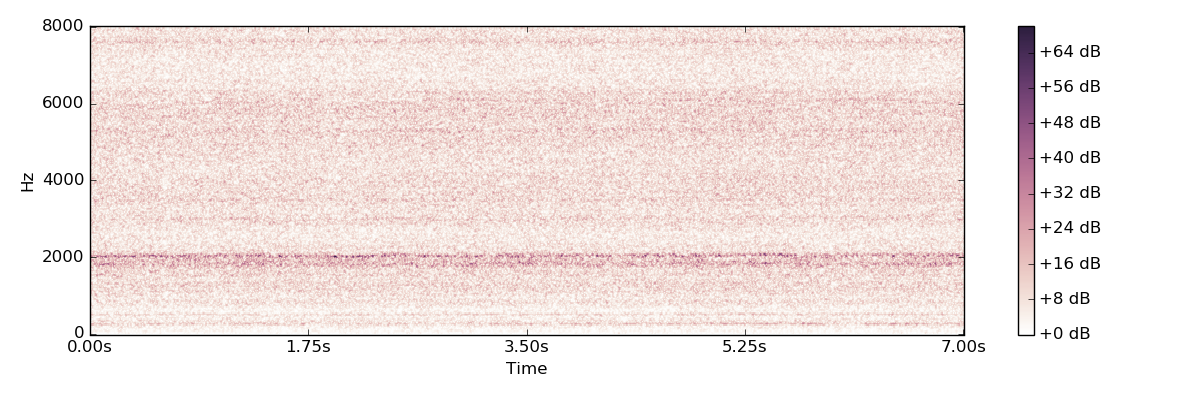 8000
6000
4000
2000
0
Hz
0.00s 1.75s 3.50s 5.25s 7.00s
Time
+64 dB
+56 dB
+48 dB
+40 dB
+32 dB
+24 dB
+16 dB
+8 dB
+0 dB